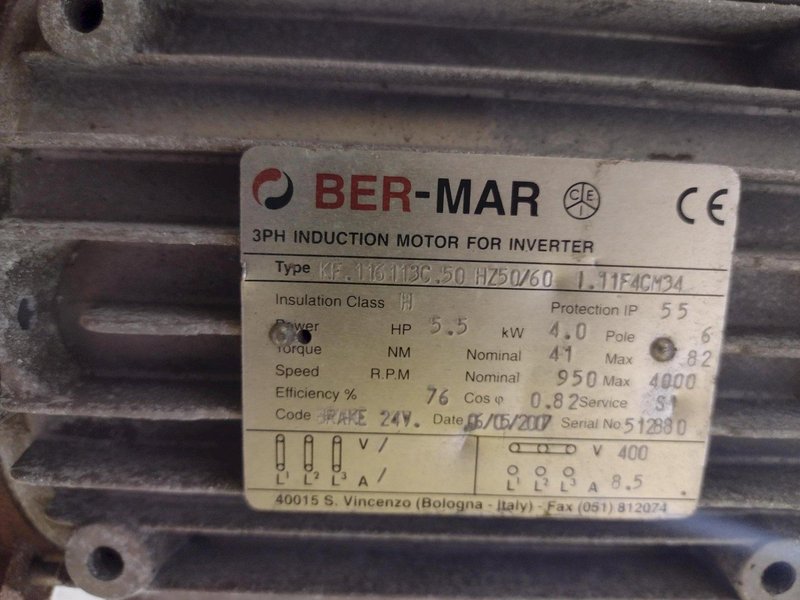 BER-MAR CEI CE
3PH INDUCTION MOTOR FOR INVERTER
Type KF.116113C.50 HZ50/60 1.11F4CM34
Insulation Class H Protection IP 55
Power HP 5.5 kW 4.0 Pole 6
Torque NM Nominal 41 Max 82
Speed R.P.M Nominal 950 Max 4000
Efficiency % 76 Cos φ 0.82 Service S1
Code BRAKE 24V. Date 06/05/2007 Serial No 512880
V / V 400
L1 L2 L3 A / L1 L2 L3 A 8.5
40015 S. Vincenzo (Bologna - Italy) - Fax (051) 812074